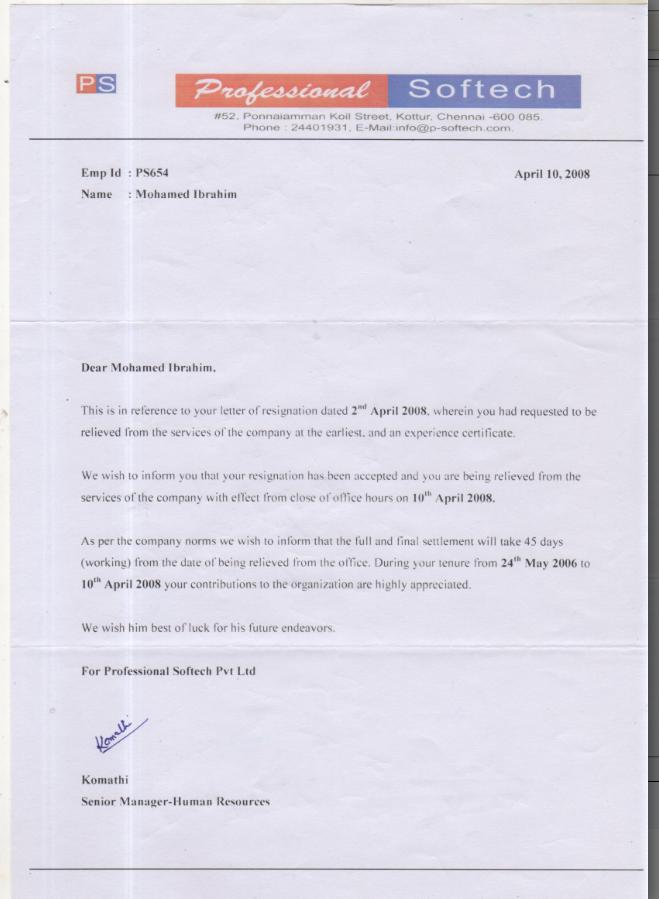 PS Professional Softech
#52, Ponnaiamman Koil Street, Kottur, Chennai -600 085.
Phone : 24401931, E-Mail:info@p-softech.com.
Emp Id : PS654 April 10, 2008
Name : Mohamed Ibrahim
Dear Mohamed Ibrahim,
This is in reference to your letter of resignation dated 2nd April 2008, wherein you had requested to be
relieved from the services of the company at the earliest, and an experience certificate.
We wish to inform you that your resignation has been accepted and you are being relieved from the
services of the company with effect from close of office hours on 10th April 2008.
As per the company norms we wish to inform that the full and final settlement will take 45 days
(working) from the date of being relieved from the office. During your tenure from 24th May 2006 to
10th April 2008 your contributions to the organization are highly appreciated.
We wish him best of luck for his future endeavors.
For Professional Softech Pvt Ltd
Komathi
Komathi
Senior Manager-Human Resources